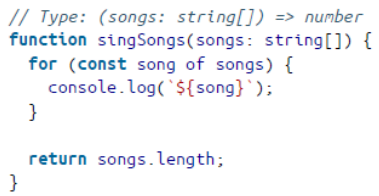 // Type: (songs: string[]) => number
function singSongs(songs: string[]) {
  for (const song of songs) {
    console.log(`${song}`);
  }

  return songs.length;
}